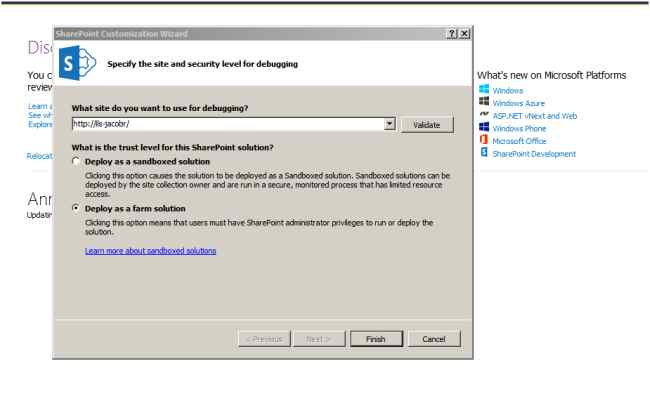 SharePoint Customization Wizard
? X
Dis
S
Specify the site and security level for debugging
You c
review
What's new on Microsoft Platforms
Windows
Windows Azure
ASP.NET vNext and Web
Windows Phone
Microsoft Office
SharePoint Development
Learn a
See wh
Explore
What site do you want to use for debugging?
Validate
What is the trust level for this SharePoint solution?
Relocat
Deploy as a sandboxed solution
Clicking this option causes the solution to be deployed as a Sandboxed solution. Sandboxed solutions can be
deployed by the site collection owner and are run in a secure, monitored process that has limited resource
access.
Ann
Updatin
Deploy as a farm solution
Clicking this option means that users must have SharePoint administrator privileges to run or deploy the
solution.
Learn more about sandboxed solutions
< Previous
Next >
Finish
Cancel